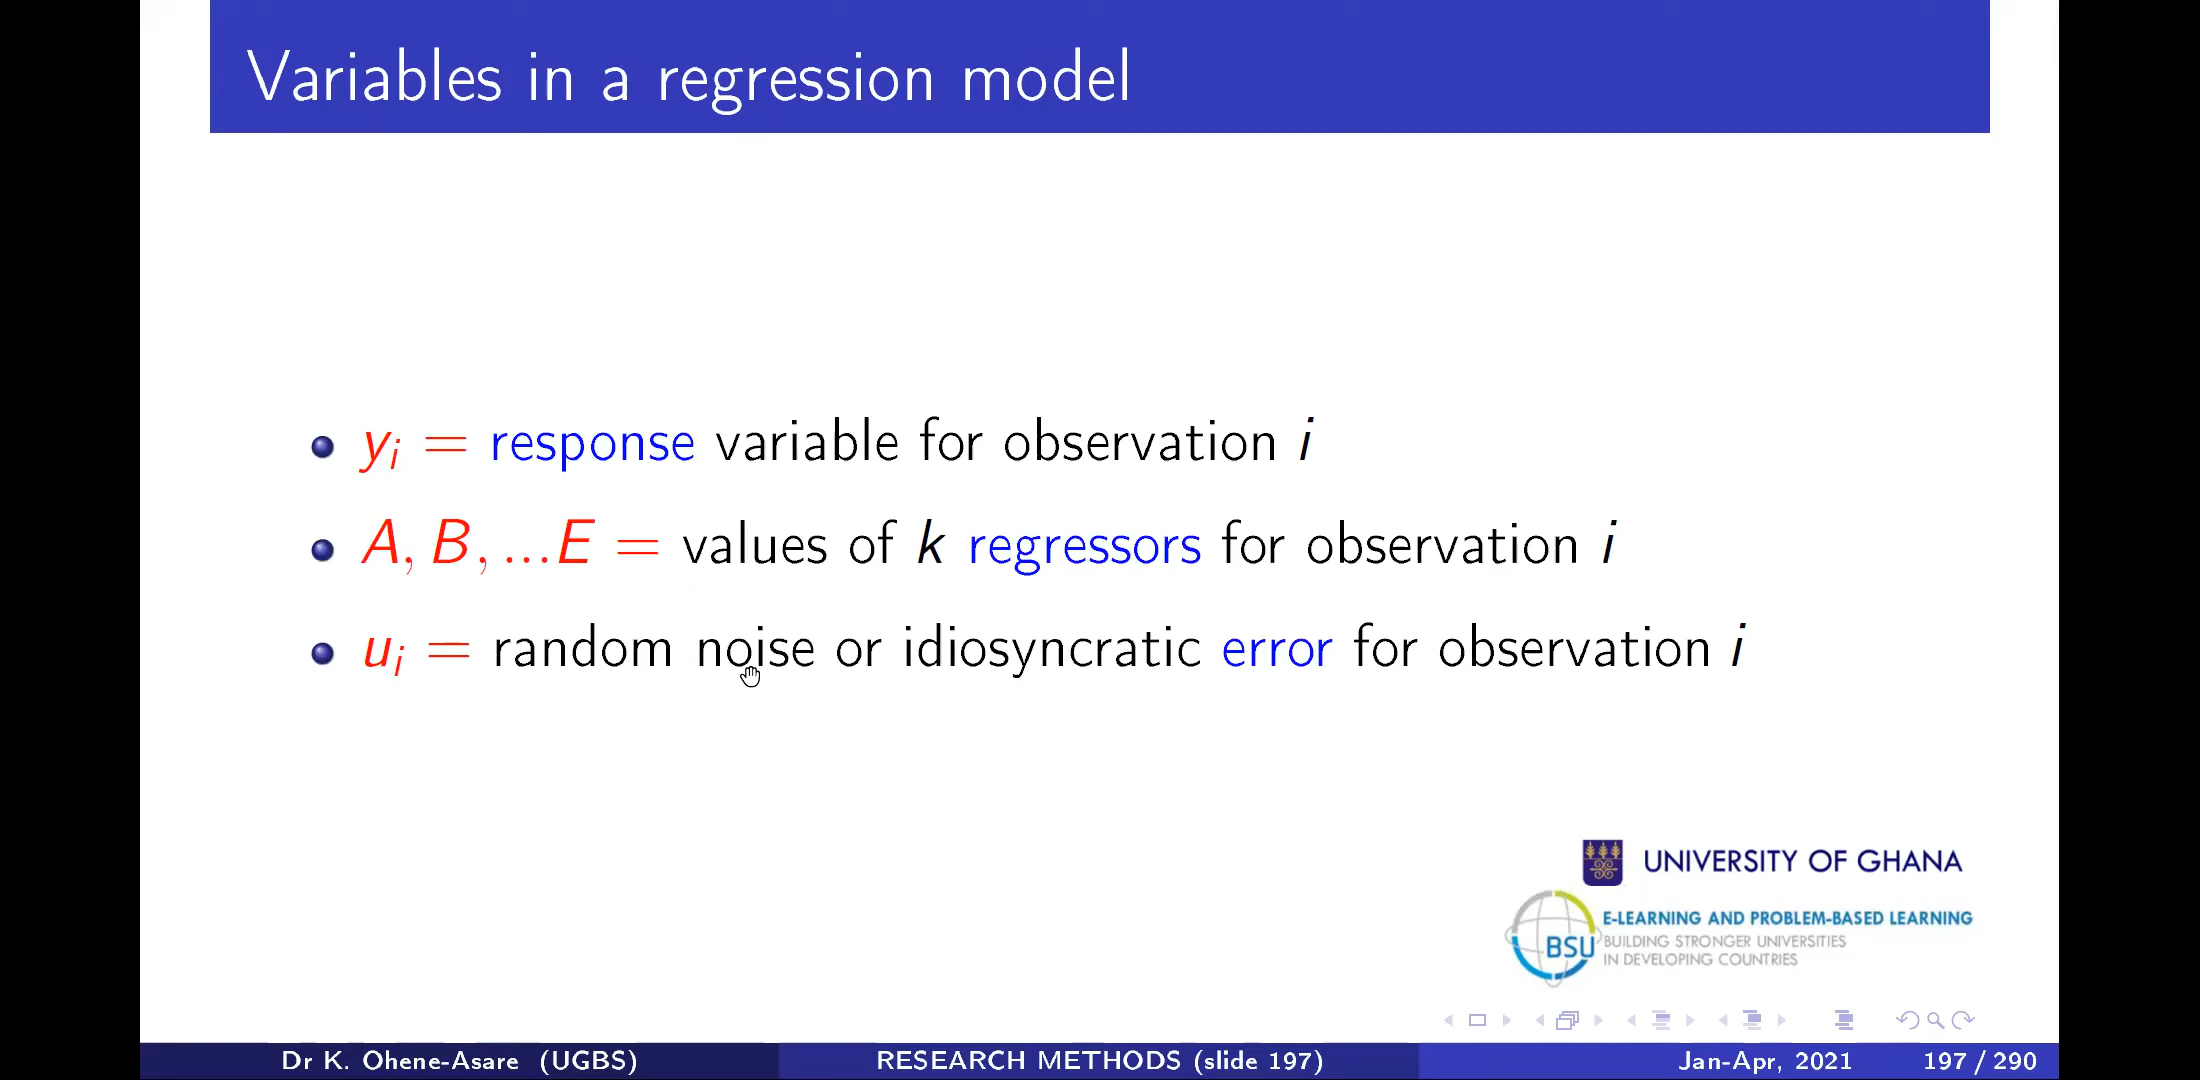 Variables in a regression model
yᵢ = response variable for observation i
A, B, ...E = values of k regressors for observation i
uᵢ = random noise or idiosyncratic error for observation i
UNIVERSITY OF GHANA
E-LEARNING AND PROBLEM-BASED LEARNING
BSU BUILDING STRONGER UNIVERSITIES
IN DEVELOPING COUNTRIES
Dr K. Ohene-Asare (UGBS) RESEARCH METHODS (slide 197) Jan-Apr, 2021 197 / 290